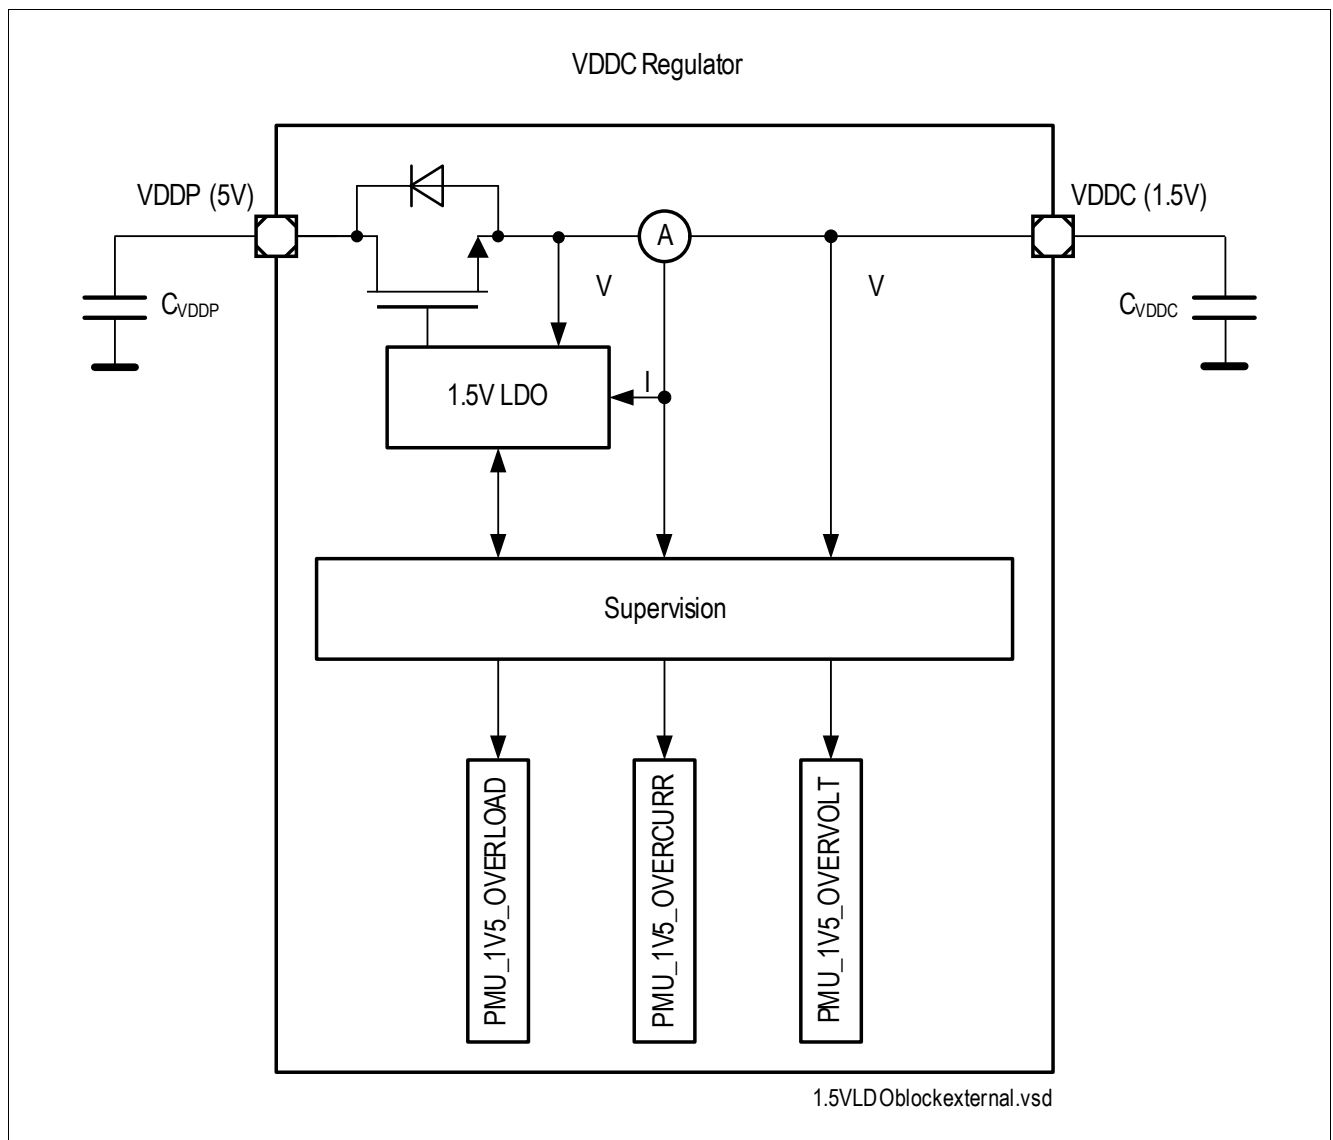 VDDC Regulator
VDDP (5V)
VDDC (1.5V)
A
V
V
CVDDP
CVDDC
I
1.5V LDO
Supervision
PMU_1V5_OVERLOAD
PMU_1V5_OVERCURR
PMU_1V5_OVERVOLT
1.5VLDOblockexternal.vsd